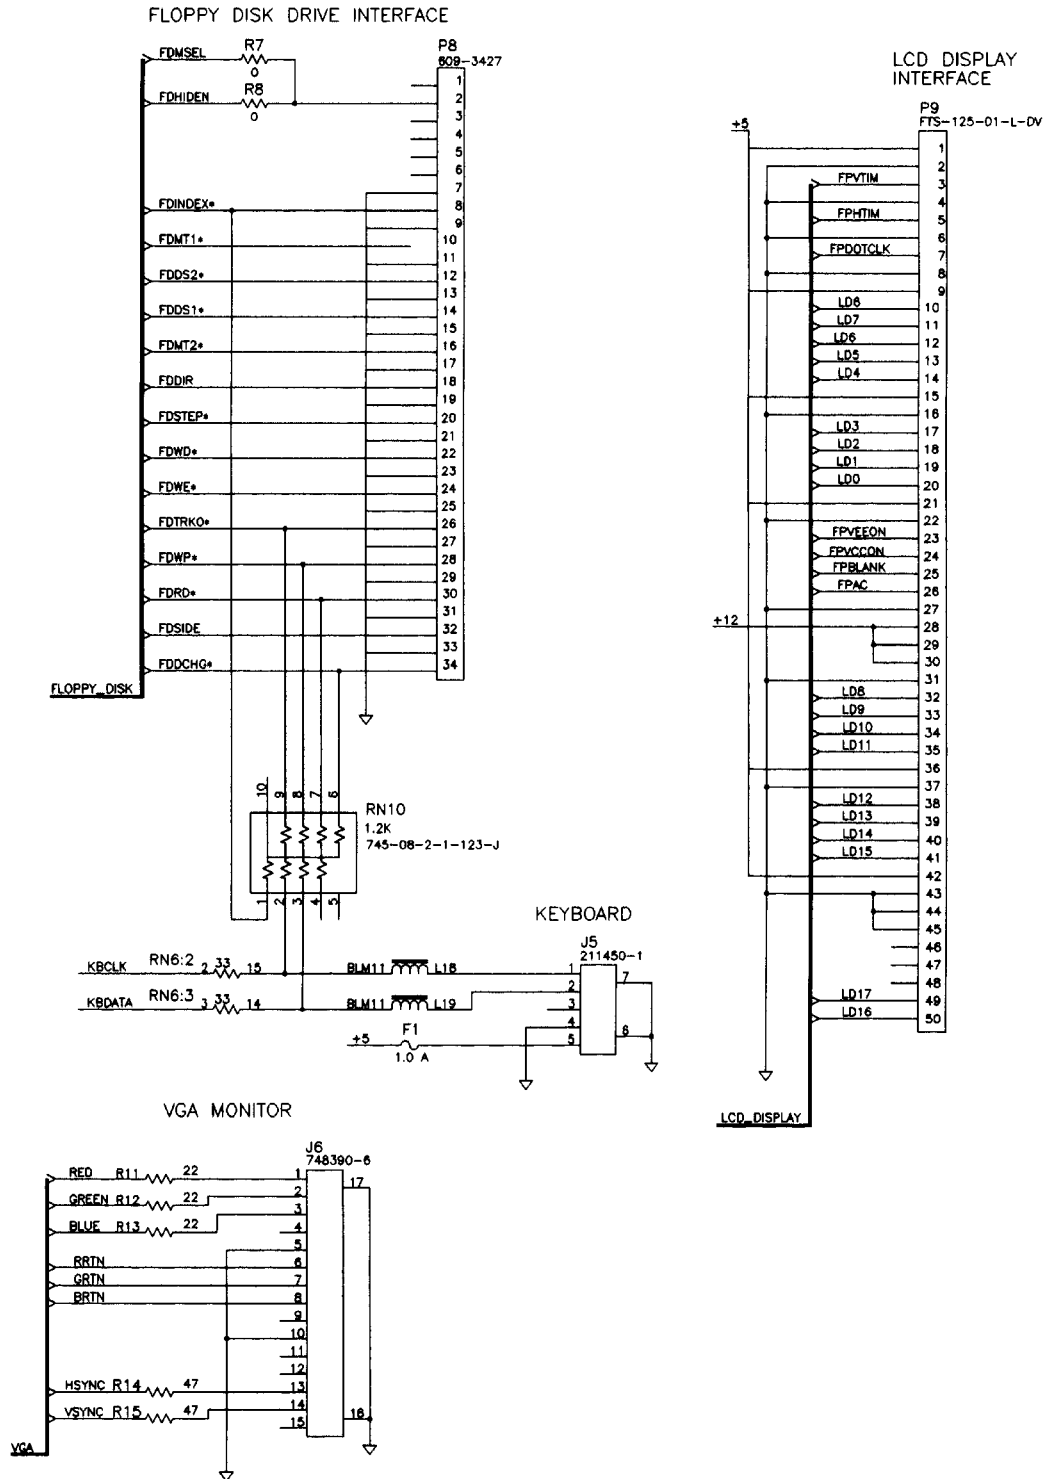 FLOPPY DISK DRIVE INTERFACE
P8
609-3427
FDMSEL R7 0
FDHIDEN R8 0
FDINDEX*
FDMT1*
FDDS2*
FDDS1*
FDMT2*
FDDIR
FDSTEP*
FDWD*
FDWE*
FDTRK0*
FDWP*
FDRD*
FDSIDE
FDDCHG*
FLOPPY_DISK
1
2
3
4
5
6
7
8
9
10
11
12
13
14
15
16
17
18
19
20
21
22
23
24
25
26
27
28
29
30
31
32
33
34
10 9 8 7 6
RN10
1.2K
745-08-2-1-123-J
1 2 3 4 5
KEYBOARD
J5
211450-1
KBCLK RN6:2 2 33 15 BLM11 L18 1
KBDATA RN6:3 3 33 14 BLM11 L19 2
3
4
+5 F1 1.0 A 5
7
6
VGA MONITOR
J6
748390-6
RED R11 22 1
GREEN R12 22 2
BLUE R13 22 3
4
5
RRTN 6
GRTN 7
BRTN 8
9
10
11
12
HSYNC R14 47 13
VSYNC R15 47 14
15
17
16
VGA
LCD DISPLAY
INTERFACE
P9
FTS-125-01-L-DV
+5
1
2
FPVTIM 3
4
FPHTIM 5
6
FPDOTCLK 7
8
9
LD6 10
LD7 11
LD6 12
LD5 13
LD4 14
15
16
LD3 17
LD2 18
LD1 19
LD0 20
21
22
FPVEEON 23
FPVCCON 24
FPBLANK 25
FPAC 26
27
+12 28
29
30
31
LD8 32
LD9 33
LD10 34
LD11 35
36
37
LD12 38
LD13 39
LD14 40
LD15 41
42
43
44
45
46
47
48
LD17 49
LD16 50
LCD_DISPLAY